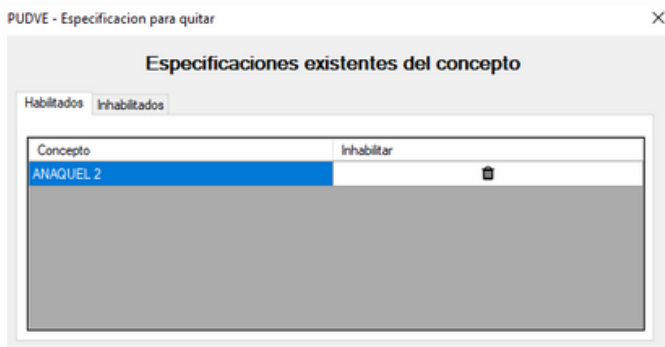 PUDVE - Especificacion para quitar
Especificaciones existentes del concepto
Habilitados Inhabilitados
Concepto Inhabilitar
ANAQUEL 2